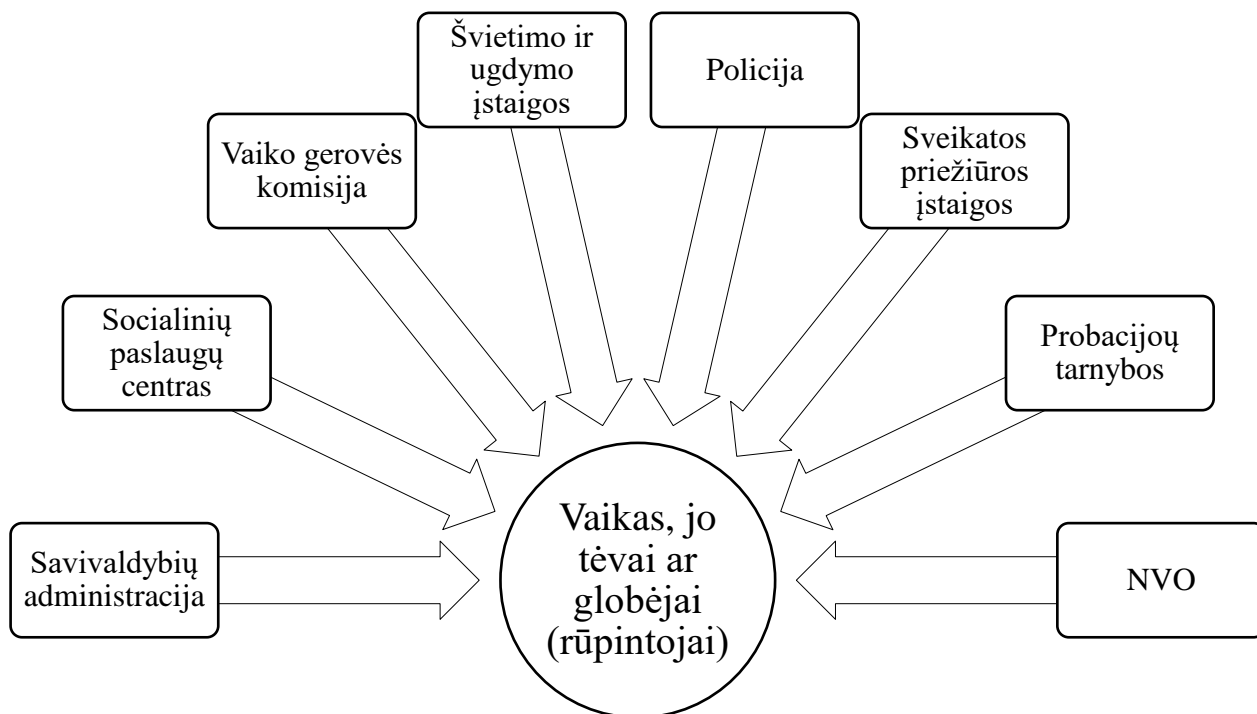 Švietimo ir
ugdymo
įstaigos
Policija
Vaiko gerovės
komisija
Sveikatos
priežiūros
įstaigos
Socialinių
paslaugų
centras
Probacijoų
tarnybos
Savivaldybių
administracija
Vaikas, jo
tėvai ar
globėjai
(rūpintojai)
NVO